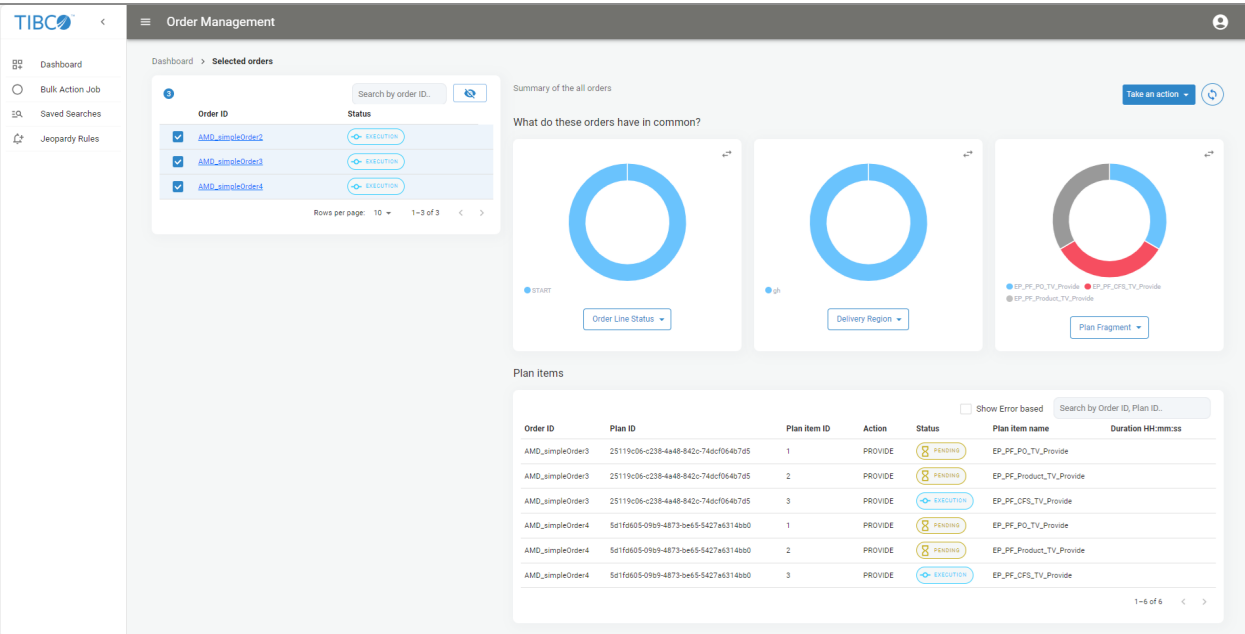 TIBCO
Order Management
Dashboard
Bulk Action Job
Saved Searches
Jeopardy Rules
Dashboard > Selected orders
3
Search by order ID..
Order ID Status
AMD_simpleOrder2 EXECUTION
AMD_simpleOrder3 EXECUTION
AMD_simpleOrder4 EXECUTION
Rows per page: 10 1–3 of 3
Summary of the all orders
Take an action
What do these orders have in common?
START
Order Line Status
gh
Delivery Region
EP_PF_PO_TV_Provide EP_PF_CFS_TV_Provide
EP_PF_Product_TV_Provide
Plan Fragment
Plan items
Show Error based Search by Order ID, Plan ID..
Order ID Plan ID Plan item ID Action Status Plan item name Duration HH:mm:ss
AMD_simpleOrder3 25119c06-c238-4a48-842c-74dcf064b7d5 1 PROVIDE PENDING EP_PF_PO_TV_Provide
AMD_simpleOrder3 25119c06-c238-4a48-842c-74dcf064b7d5 2 PROVIDE PENDING EP_PF_Product_TV_Provide
AMD_simpleOrder3 25119c06-c238-4a48-842c-74dcf064b7d5 3 PROVIDE EXECUTION EP_PF_CFS_TV_Provide
AMD_simpleOrder4 5d1fd605-09b9-4873-be65-5427a6314bb0 1 PROVIDE PENDING EP_PF_PO_TV_Provide
AMD_simpleOrder4 5d1fd605-09b9-4873-be65-5427a6314bb0 2 PROVIDE PENDING EP_PF_Product_TV_Provide
AMD_simpleOrder4 5d1fd605-09b9-4873-be65-5427a6314bb0 3 PROVIDE EXECUTION EP_PF_CFS_TV_Provide
1–6 of 6